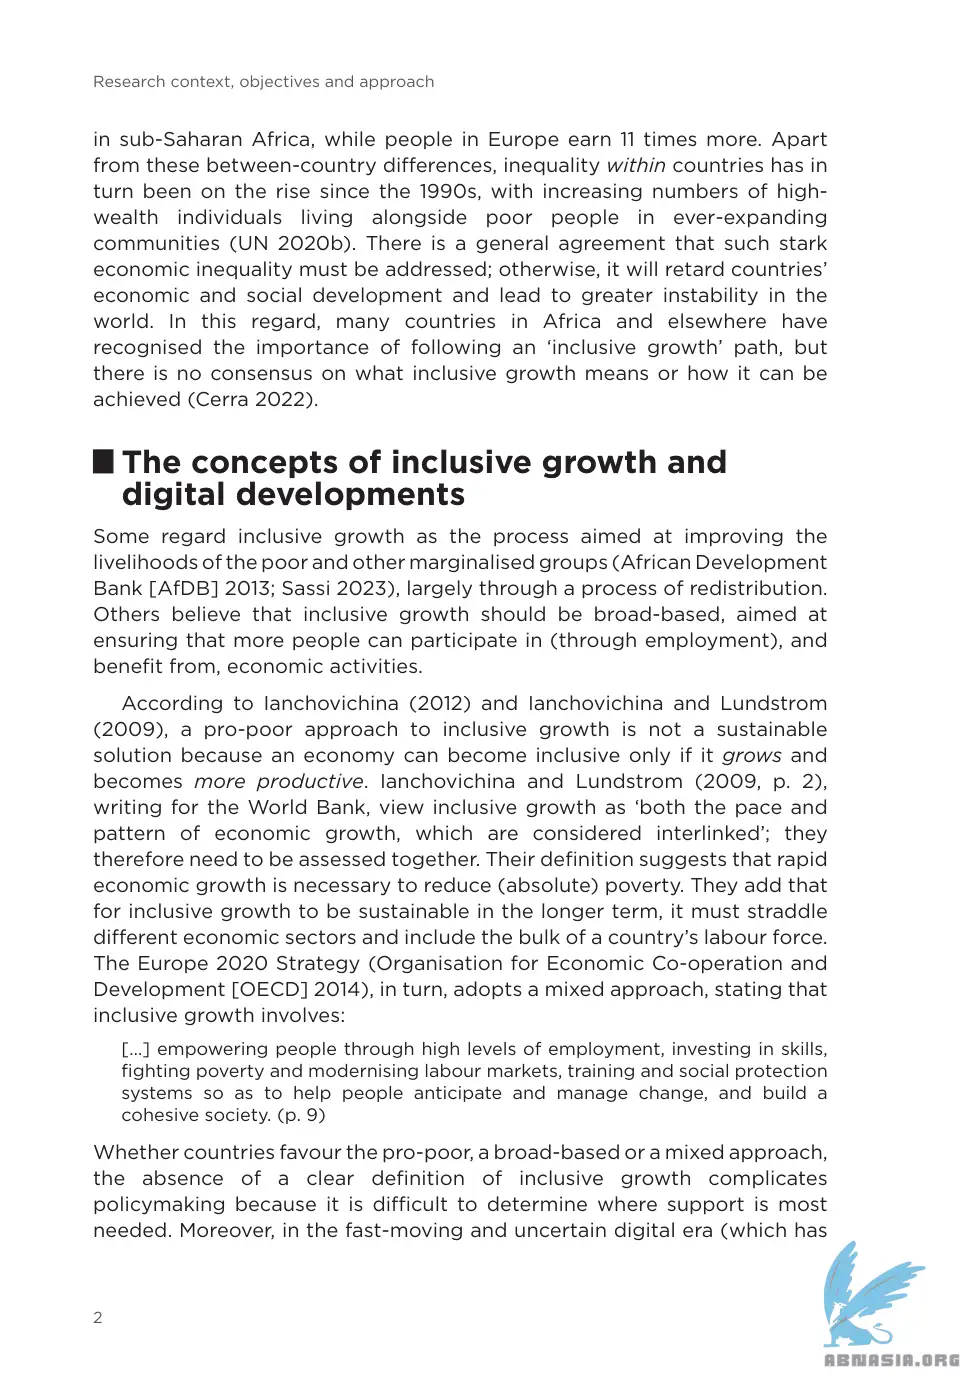 Research context, objectives and approach
in sub-Saharan Africa, while people in Europe earn 11 times more. Apart
from these between-country differences, inequality within countries has in
turn been on the rise since the 1990s, with increasing numbers of high-
wealth individuals living alongside poor people in ever-expanding
communities (UN 2020b). There is a general agreement that such stark
economic inequality must be addressed; otherwise, it will retard countries’
economic and social development and lead to greater instability in the
world. In this regard, many countries in Africa and elsewhere have
recognised the importance of following an ‘inclusive growth’ path, but
there is no consensus on what inclusive growth means or how it can be
achieved (Cerra 2022).
The concepts of inclusive growth and
digital developments
Some regard inclusive growth as the process aimed at improving the
livelihoods of the poor and other marginalised groups (African Development
Bank [AfDB] 2013; Sassi 2023), largely through a process of redistribution.
Others believe that inclusive growth should be broad-based, aimed at
ensuring that more people can participate in (through employment), and
benefit from, economic activities.
According to Ianchovichina (2012) and Ianchovichina and Lundstrom
(2009), a pro-poor approach to inclusive growth is not a sustainable
solution because an economy can become inclusive only if it grows and
becomes more productive. Ianchovichina and Lundstrom (2009, p. 2),
writing for the World Bank, view inclusive growth as ‘both the pace and
pattern of economic growth, which are considered interlinked’; they
therefore need to be assessed together. Their definition suggests that rapid
economic growth is necessary to reduce (absolute) poverty. They add that
for inclusive growth to be sustainable in the longer term, it must straddle
different economic sectors and include the bulk of a country’s labour force.
The Europe 2020 Strategy (Organisation for Economic Co-operation and
Development [OECD] 2014), in turn, adopts a mixed approach, stating that
inclusive growth involves:
[...] empowering people through high levels of employment, investing in skills,
fighting poverty and modernising labour markets, training and social protection
systems so as to help people anticipate and manage change, and build a
cohesive society. (p. 9)
Whether countries favour the pro-poor, a broad-based or a mixed approach,
the absence of a clear definition of inclusive growth complicates
policymaking because it is difficult to determine where support is most
needed. Moreover, in the fast-moving and uncertain digital era (which has
2
ABNASIA.ORG